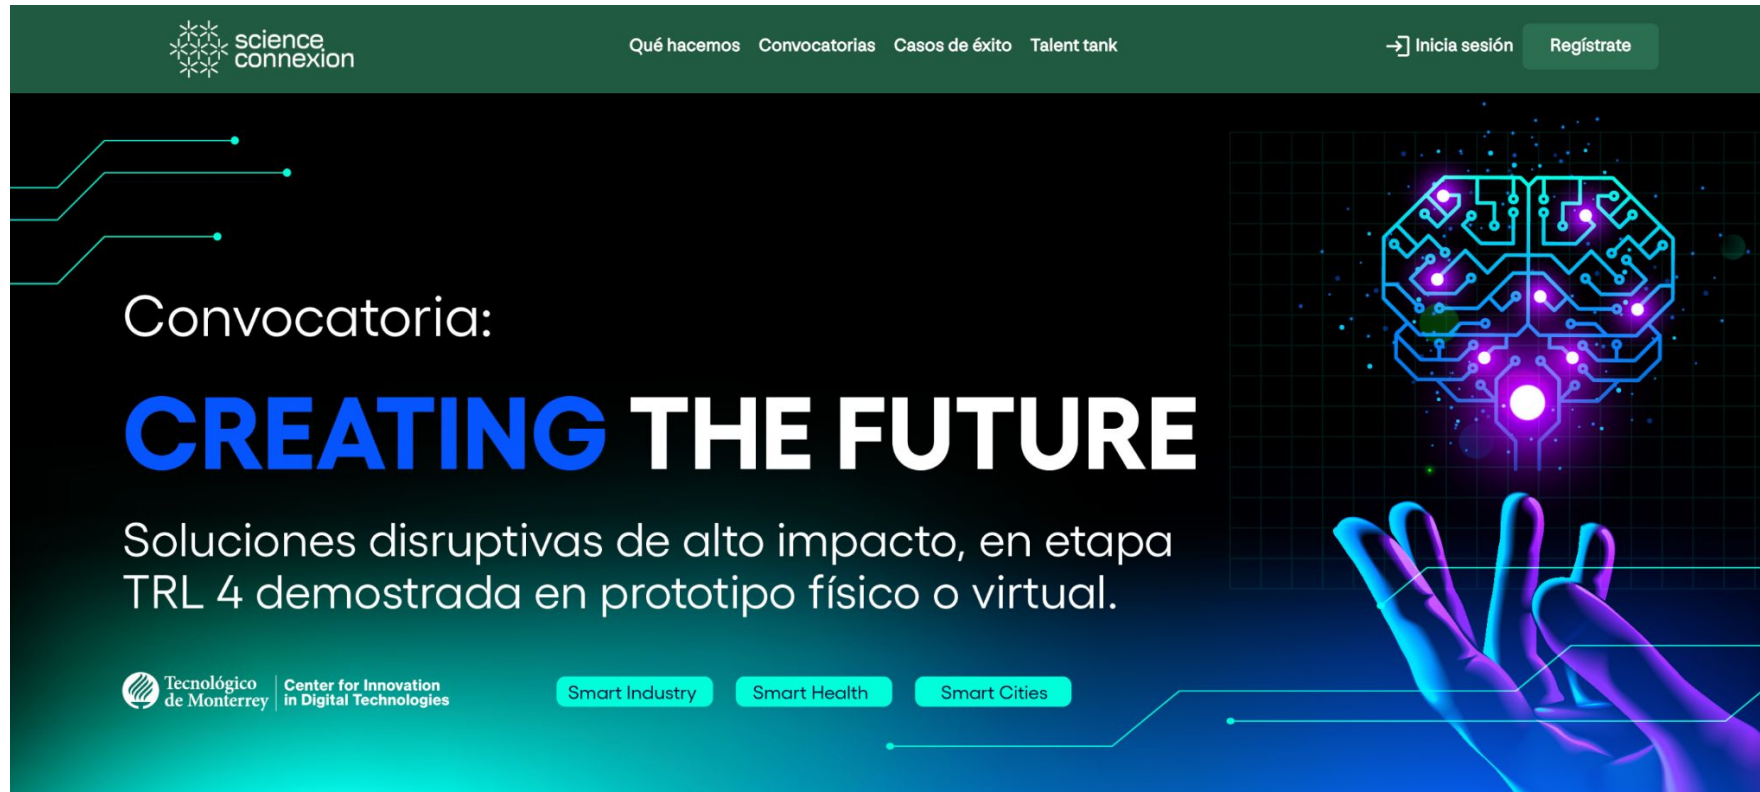 science
connexion
Qué hacemos Convocatorias Casos de éxito Talent tank
Inicia sesión Regístrate
Convocatoria:
CREATING THE FUTURE
Soluciones disruptivas de alto impacto, en etapa
TRL 4 demostrada en prototipo físico o virtual.
Tecnológico
de Monterrey
Center for Innovation
in Digital Technologies
Smart Industry Smart Health Smart Cities